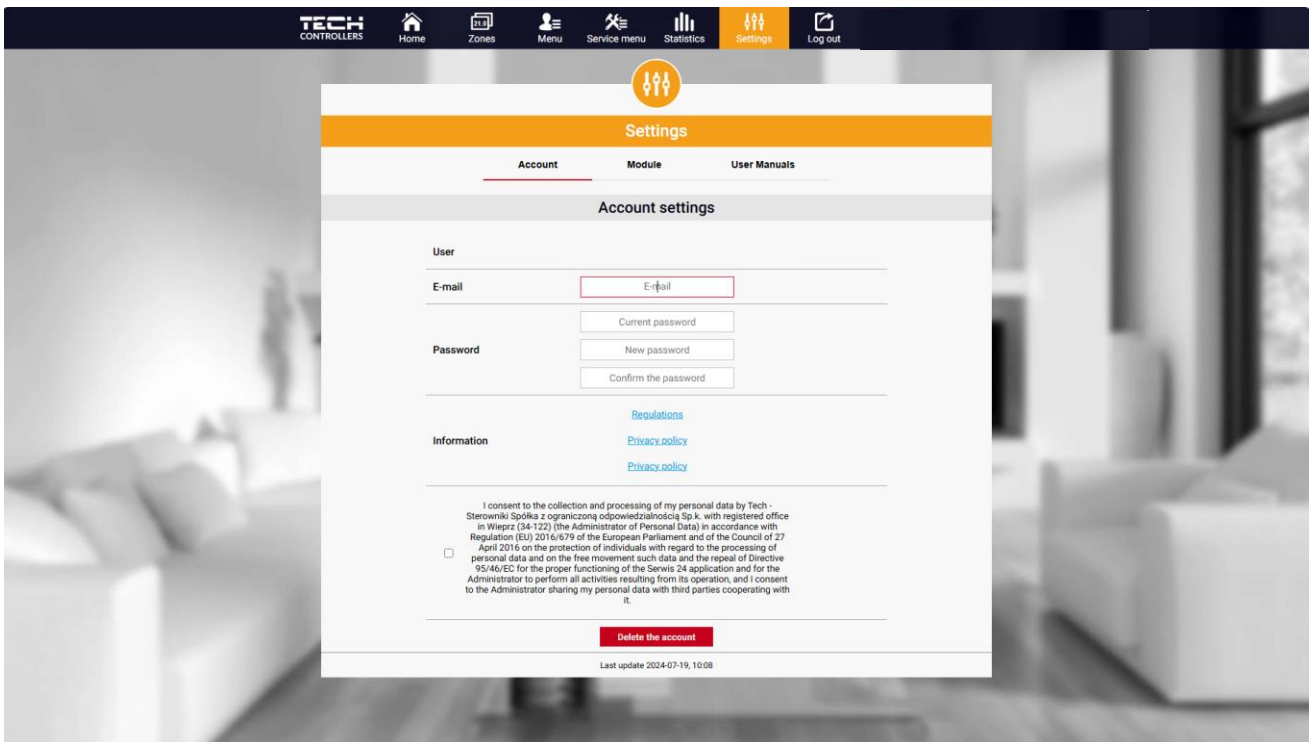 TECH
CONTROLLERS
Home
21.0
Zones
Menu
Service menu
Statistics
Settings
Log out
Settings
Account
Module
User Manuals
Account settings
User
E-mail
E-mail
Current password
Password
New password
Confirm the password
Regulations
Information
Privacy policy
Privacy policy
I consent to the collection and processing of my personal data by Tech -
Sterowniki Spółka z ograniczoną odpowiedzialnością Sp.k. with registered office
in Wieprz (34-122) (the Administrator of Personal Data) in accordance with
Regulation (EU) 2016/679 of the European Parliament and of the Council of 27
April 2016 on the protection of individuals with regard to the processing of
personal data and on the free movement such data and the repeal of Directive
95/46/EC for the proper functioning of the Serwis 24 application and for the
Administrator to perform all activities resulting from its operation, and I consent
to the Administrator sharing my personal data with third parties cooperating with
it.
Delete the account
Last update 2024-07-19, 10:08